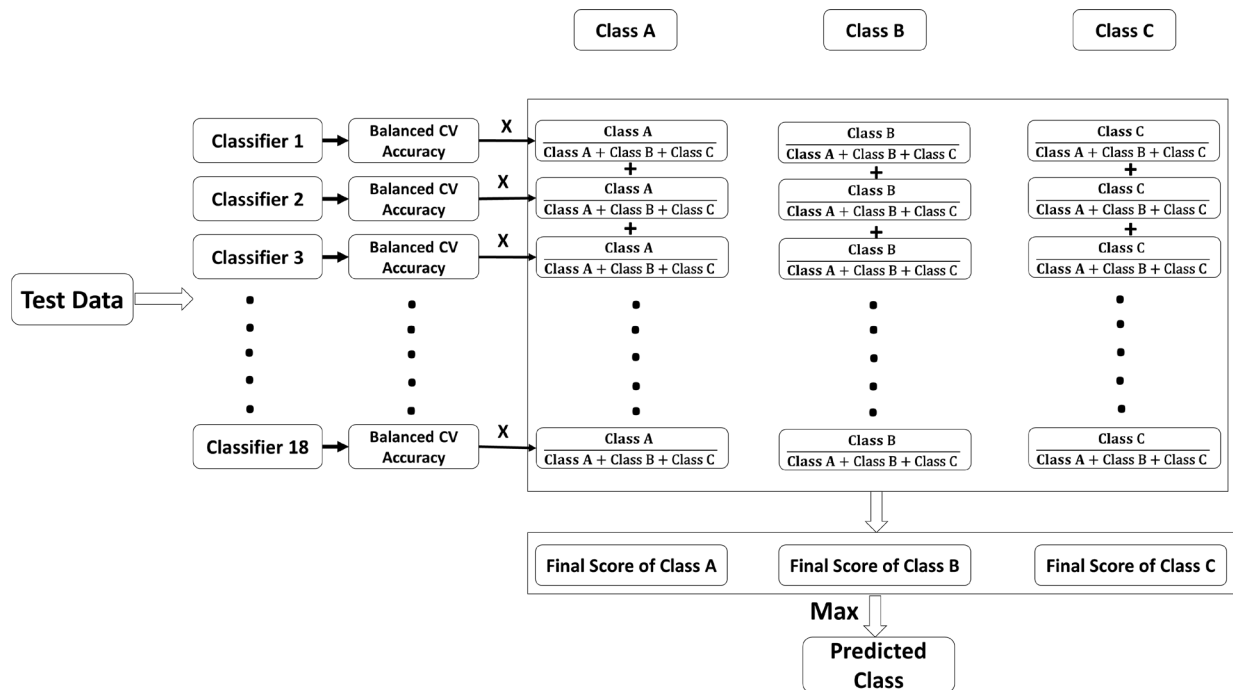 Class A
Class B
Class C
Classifier 1
Balanced CV
Accuracy
X
Class A
Class A + Class B + Class C
Class B
Class A + Class B + Class C
Class C
Class A + Class B + Class C
+
+
+
Classifier 2
Balanced CV
Accuracy
X
Class A
Class A + Class B + Class C
Class B
Class A + Class B + Class C
Class C
Class A + Class B + Class C
+
+
+
Classifier 3
Balanced CV
Accuracy
X
Class A
Class A + Class B + Class C
Class B
Class A + Class B + Class C
Class C
Class A + Class B + Class C
Test Data
Classifier 18
Balanced CV
Accuracy
X
Class A
Class A + Class B + Class C
Class B
Class A + Class B + Class C
Class C
Class A + Class B + Class C
Final Score of Class A
Final Score of Class B
Final Score of Class C
Max
Predicted
Class